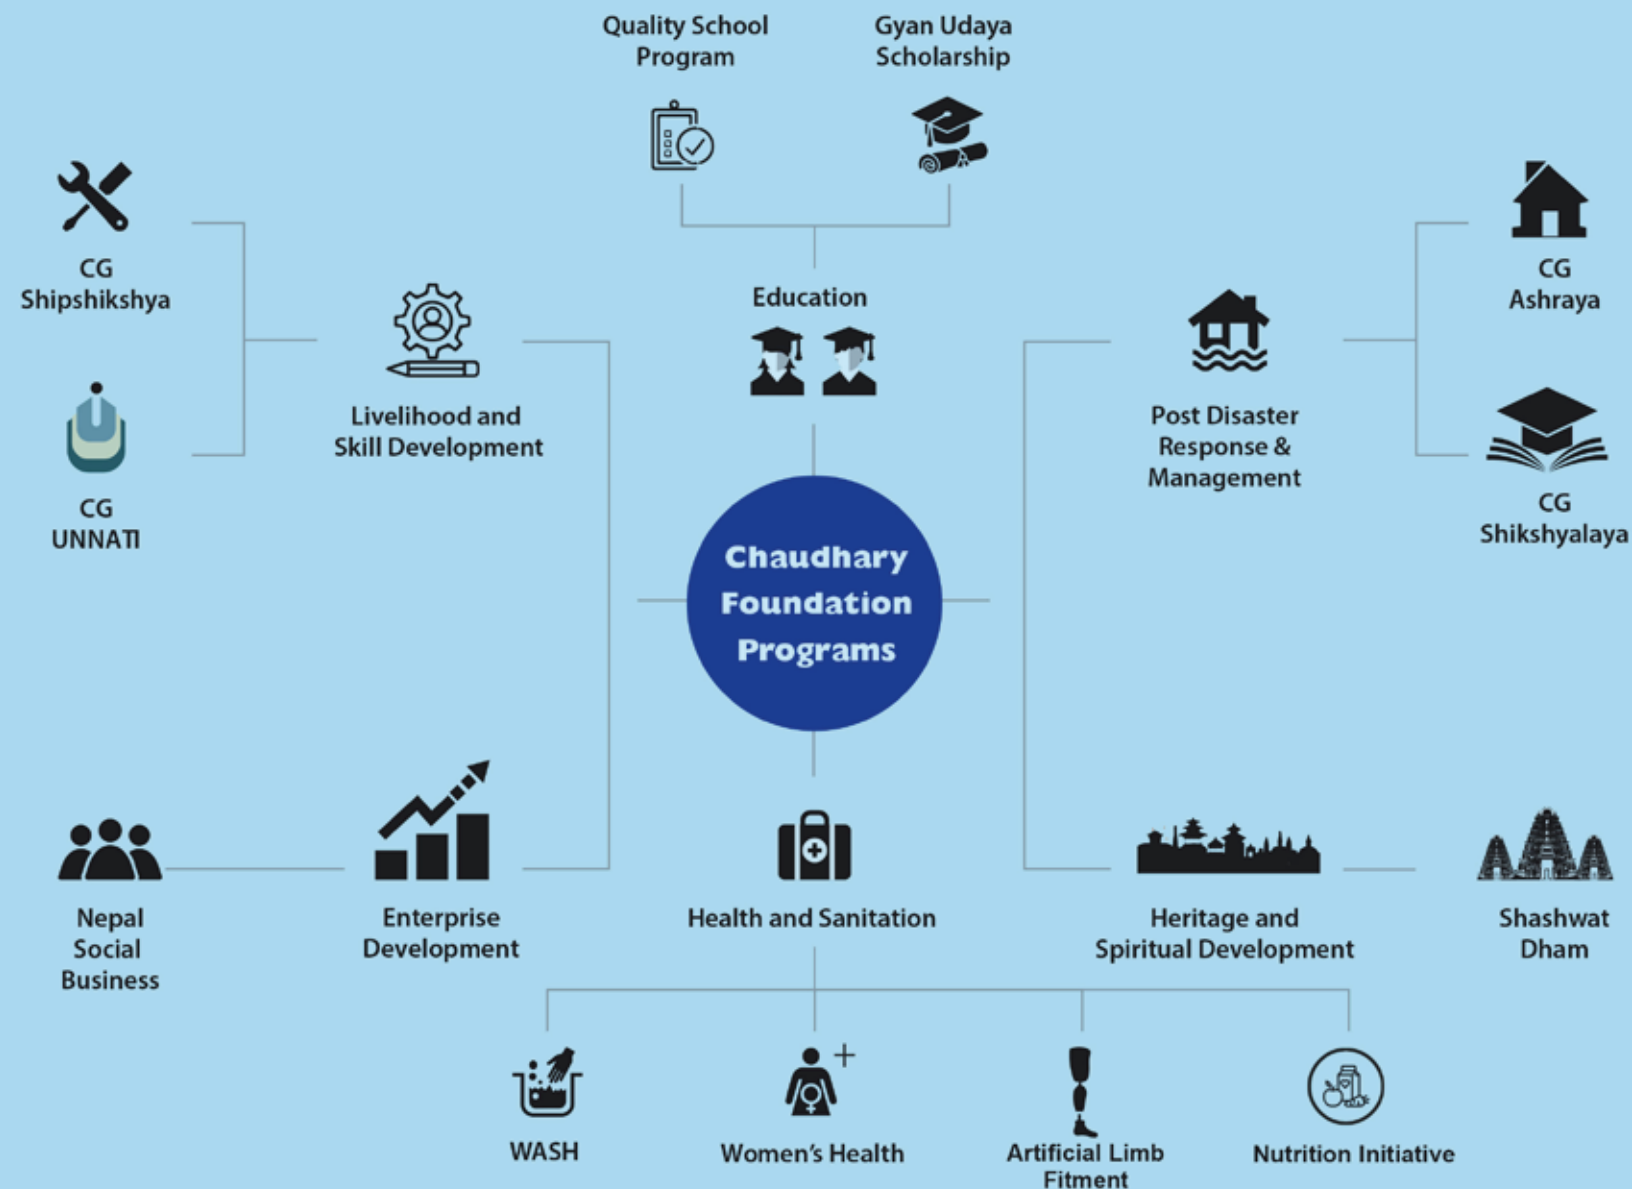 Quality School
Program
Gyan Udaya
Scholarship
CG
Shipshikshya
CG
UNNATI
Livelihood and
Skill Development
Education
Post Disaster
Response &
Management
CG
Ashraya
CG
Shikshyalaya
Chaudhary
Foundation
Programs
Nepal
Social
Business
Enterprise
Development
Health and Sanitation
Heritage and
Spiritual Development
Shashwat
Dham
WASH
Women's Health
Artificial Limb
Fitment
Nutrition Initiative